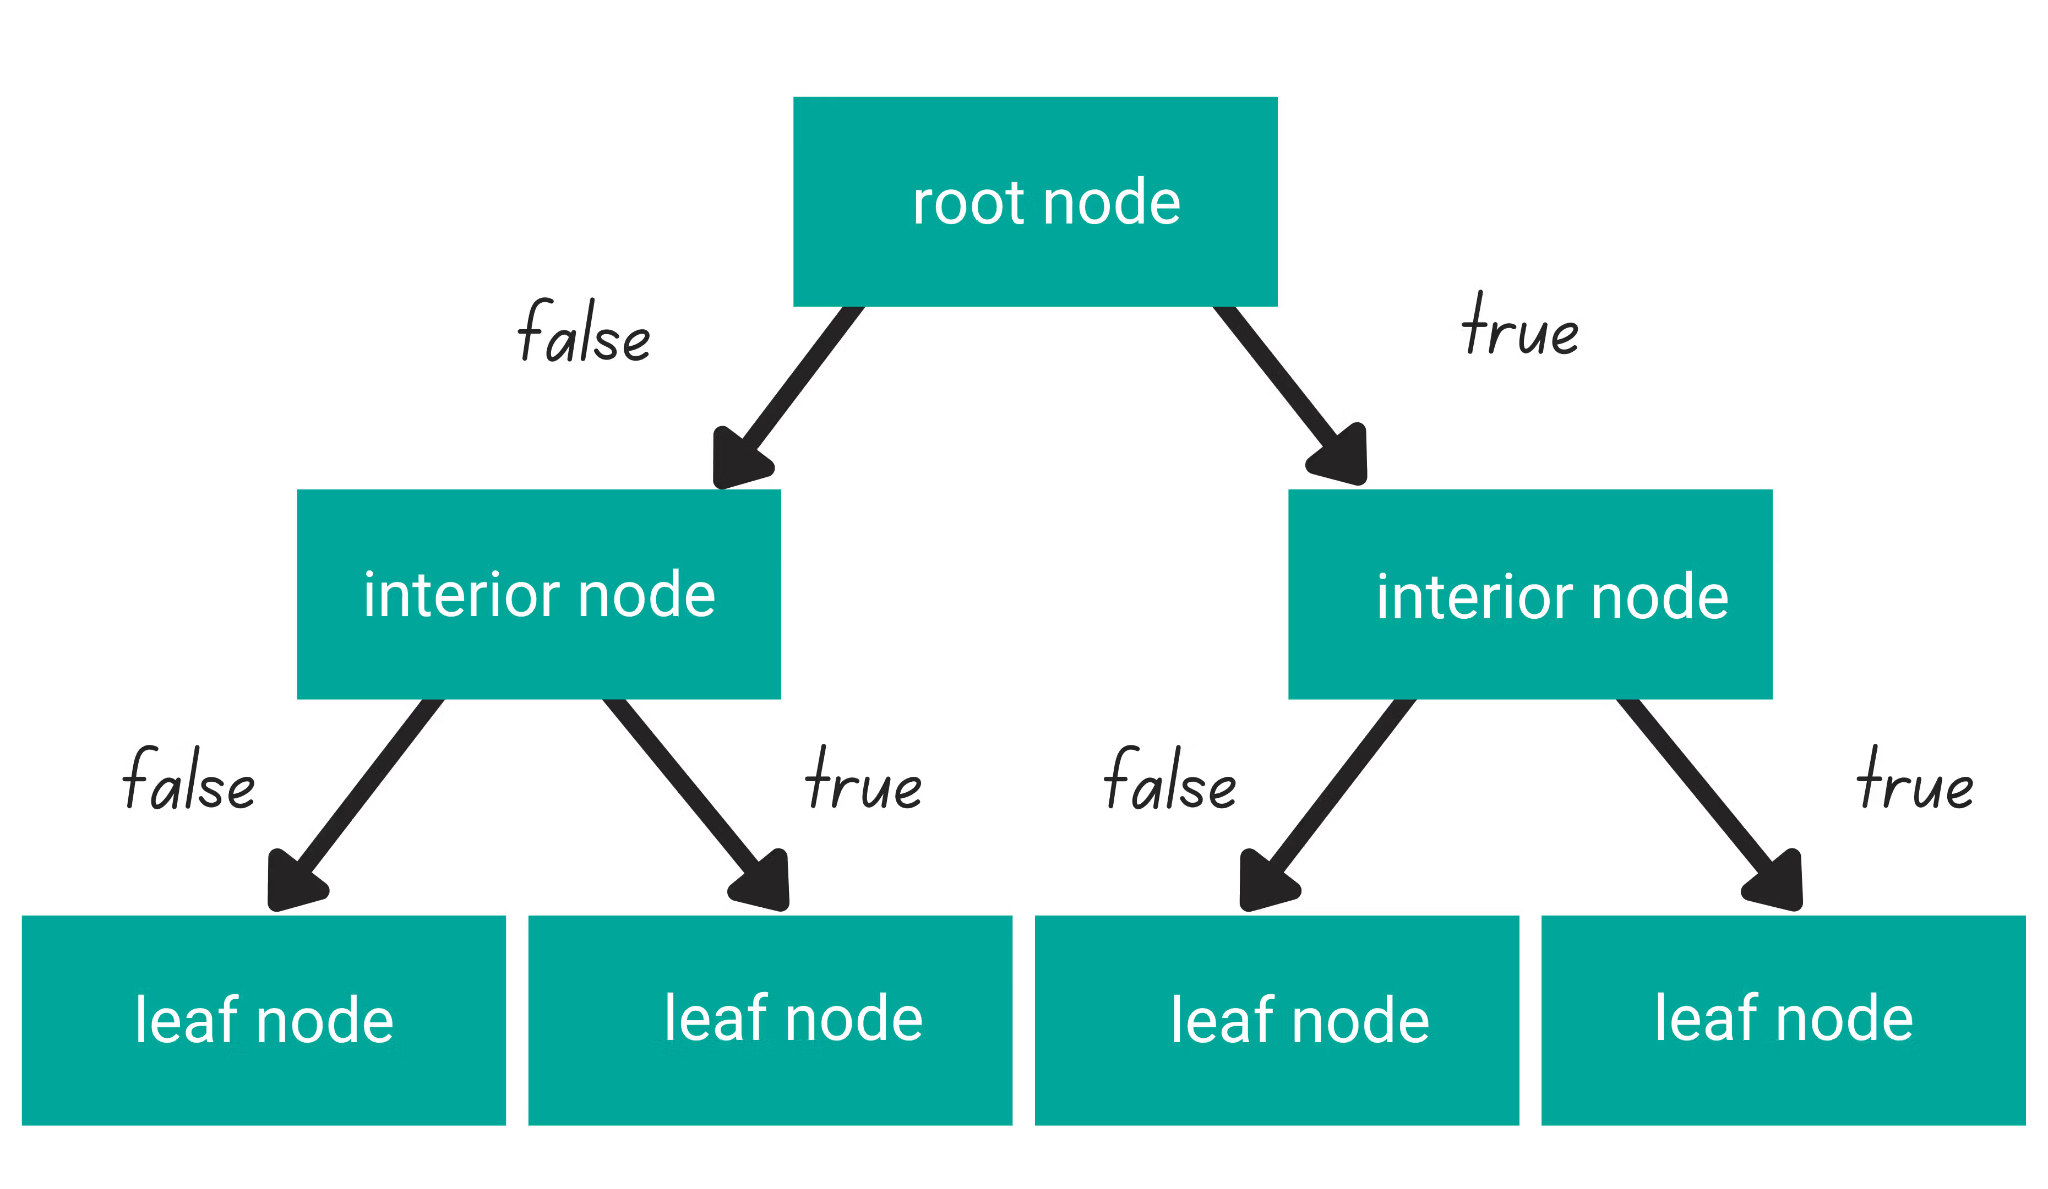 root node
false
true
interior node
interior node
false
true
false
true
leaf node
leaf node
leaf node
leaf node